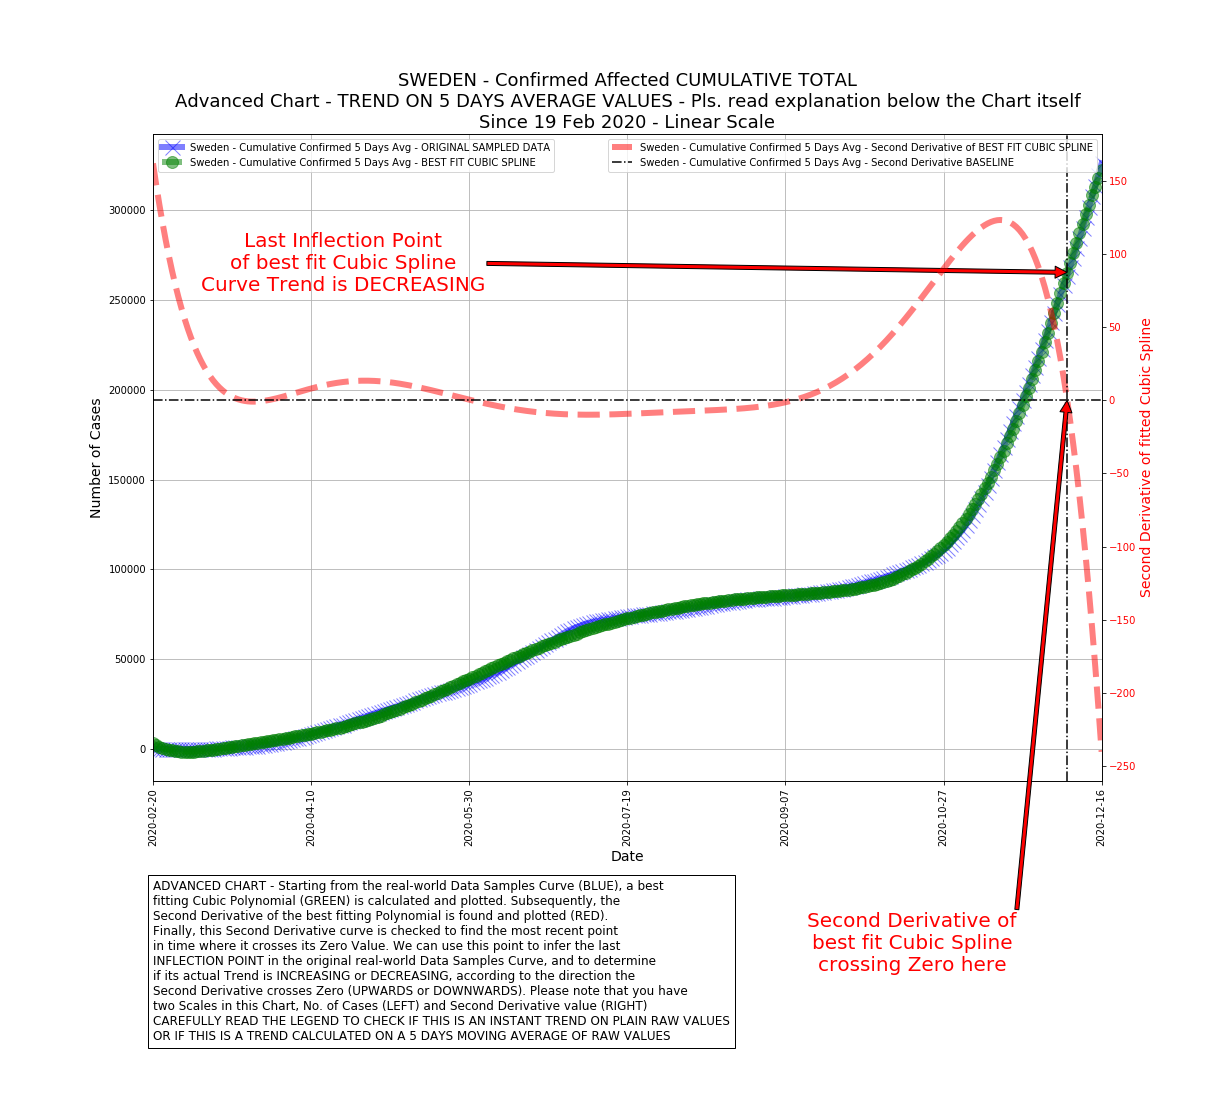 SWEDEN - Confirmed Affected CUMULATIVE TOTAL
Advanced Chart - TREND ON 5 DAYS AVERAGE VALUES - Pls. read explanation below the Chart itself
Since 19 Feb 2020 - Linear Scale
Sweden - Cumulative Confirmed 5 Days Avg - ORIGINAL SAMPLED DATA
Sweden - Cumulative Confirmed 5 Days Avg - BEST FIT CUBIC SPLINE
Sweden - Cumulative Confirmed 5 Days Avg - Second Derivative of BEST FIT CUBIC SPLINE
Sweden - Cumulative Confirmed 5 Days Avg - Second Derivative BASELINE
Last Inflection Point
of best fit Cubic Spline
Curve Trend is DECREASING
Number of Cases
300000
250000
200000
150000
100000
50000
0
150
100
50
0
−50
−100
−150
−200
−250
Second Derivative of fitted Cubic Spline
2020-02-20
2020-04-10
2020-05-30
2020-07-19
2020-09-07
2020-10-27
2020-12-16
Date
ADVANCED CHART - Starting from the real-world Data Samples Curve (BLUE), a best
fitting Cubic Polynomial (GREEN) is calculated and plotted. Subsequently, the
Second Derivative of the best fitting Polynomial is found and plotted (RED).
Finally, this Second Derivative curve is checked to find the most recent point
in time where it crosses its Zero Value. We can use this point to infer the last
INFLECTION POINT in the original real-world Data Samples Curve, and to determine
if its actual Trend is INCREASING or DECREASING, according to the direction the
Second Derivative crosses Zero (UPWARDS or DOWNWARDS). Please note that you have
two Scales in this Chart, No. of Cases (LEFT) and Second Derivative value (RIGHT)
CAREFULLY READ THE LEGEND TO CHECK IF THIS IS AN INSTANT TREND ON PLAIN RAW VALUES
OR IF THIS IS A TREND CALCULATED ON A 5 DAYS MOVING AVERAGE OF RAW VALUES
Second Derivative of
best fit Cubic Spline
crossing Zero here